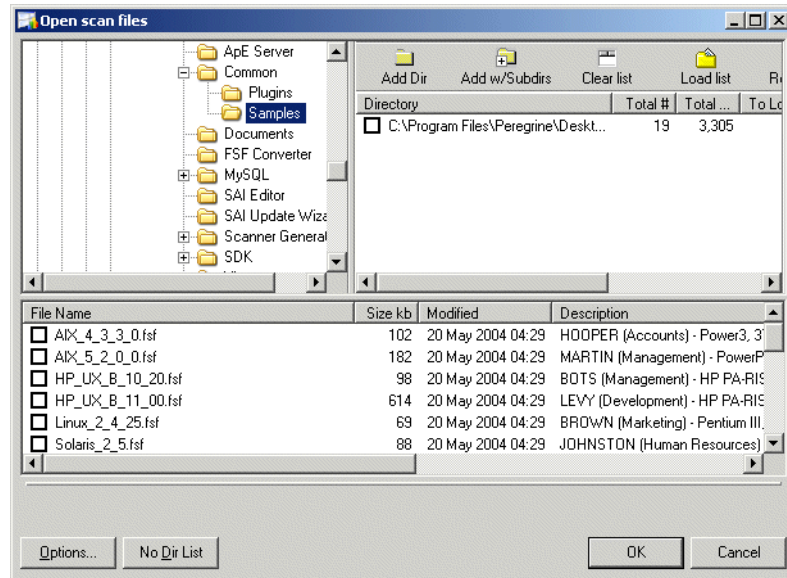 Open scan files
ApE Server
Common
Plugins
Samples
Documents
FSF Converter
MySQL
SAI Editor
SAI Update Wiza
Scanner General
SDK
Add Dir Add w/Subdirs Clear list Load list R
Directory Total # Total ... To Lo
C:\Program Files\Peregrine\Deskt... 19 3,305
File Name Size kb Modified Description
AIX_4_3_3_0.fsf 102 20 May 2004 04:29 HOOPER (Accounts) - Power3, 3
AIX_5_2_0_0.fsf 182 20 May 2004 04:29 MARTIN (Management) - PowerP
HP_UX_B_10_20.fsf 98 20 May 2004 04:29 BOTS (Management) - HP PA-RIS
HP_UX_B_11_00.fsf 614 20 May 2004 04:29 LEVY (Development) - HP PA-RIS
Linux_2_4_25.fsf 69 20 May 2004 04:29 BROWN (Marketing) - Pentium III,
Solaris_2_5.fsf 88 20 May 2004 04:29 JOHNSTON (Human Resources)
Options... No Dir List OK Cancel